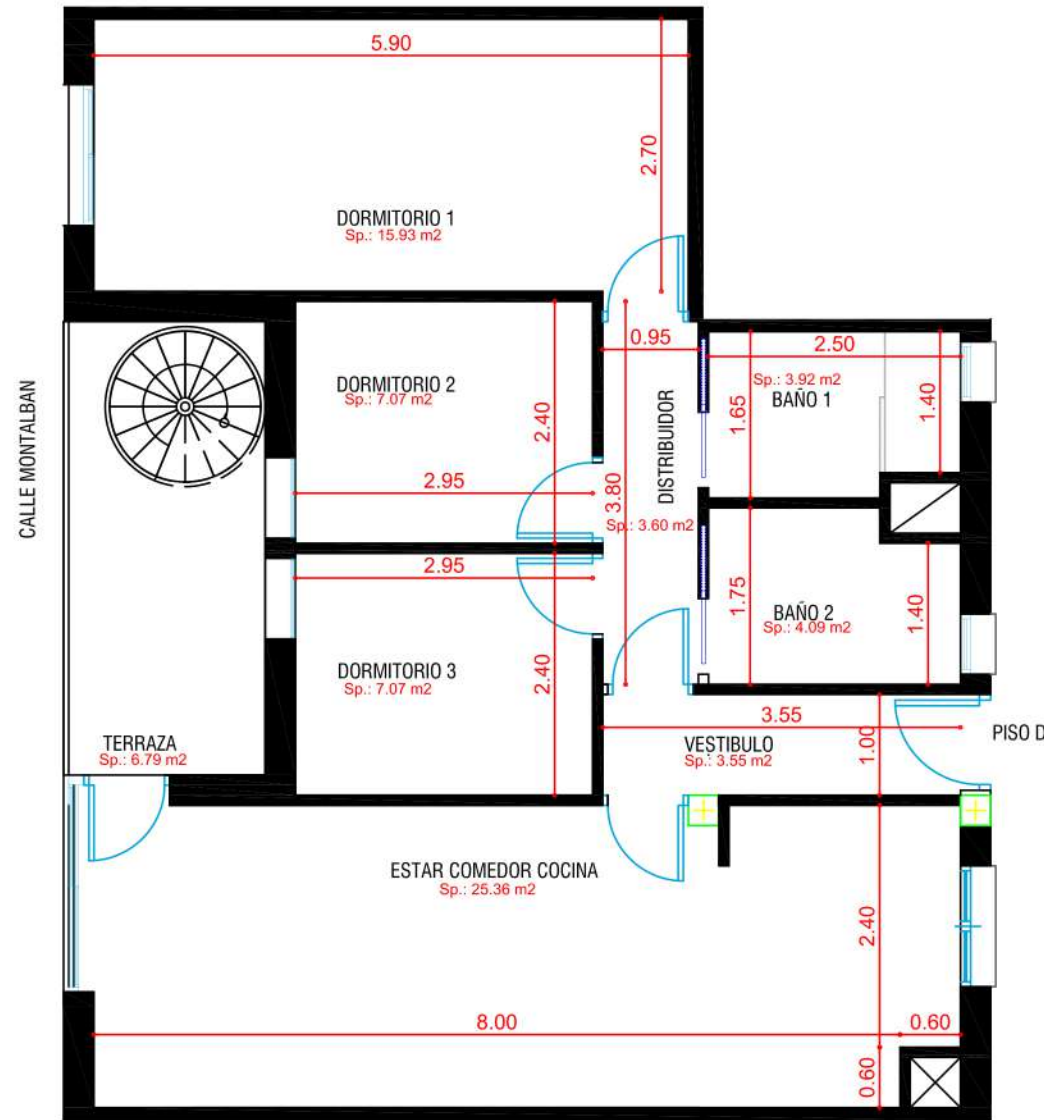 5.90
2.70
DORMITORIO 1
Sp.: 15.93 m2
0.95
2.50
CALLE MONTALBAN
DORMITORIO 2
Sp.: 7.07 m2
2.40
2.95
3.80
DISTRIBUIDOR
Sp.: 3.60 m2
1.65
Sp.: 3.92 m2
BAÑO 1
1.40
2.95
DORMITORIO 3
Sp.: 7.07 m2
2.40
1.75
BAÑO 2
Sp.: 4.09 m2
1.40
3.55
TERRAZA
Sp.: 6.79 m2
VESTIBULO
Sp.: 3.55 m2
1.00
PISO D
ESTAR COMEDOR COCINA
Sp.: 25.36 m2
2.40
8.00
0.60
0.60